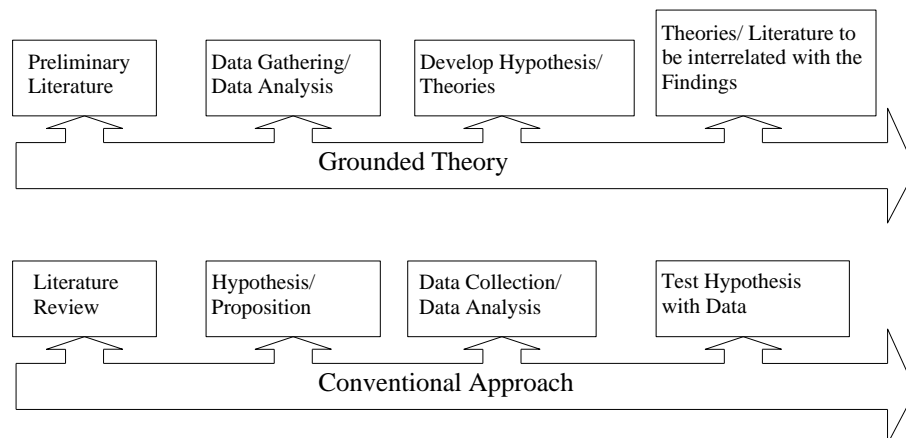 Preliminary
Literature
Data Gathering/
Data Analysis
Develop Hypothesis/
Theories
Theories/ Literature to
be interrelated with the
Findings
Grounded Theory
Literature
Review
Hypothesis/
Proposition
Data Collection/
Data Analysis
Test Hypothesis
with Data
Conventional Approach